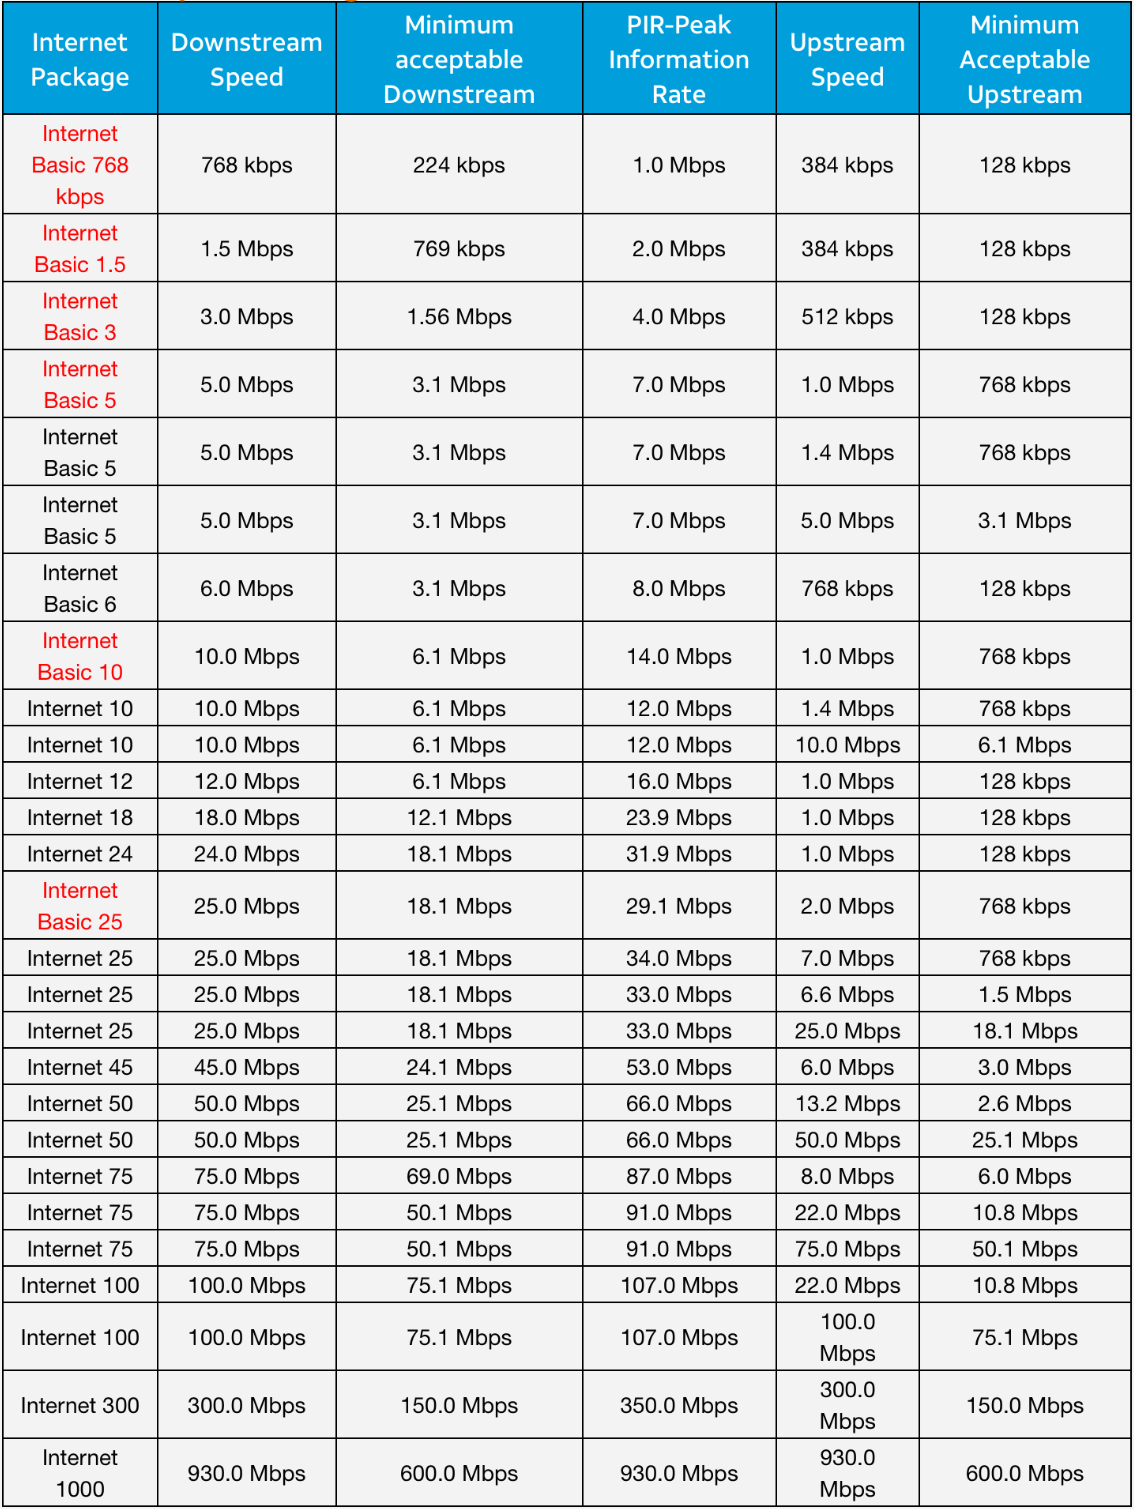 Internet Package | Downstream Speed | Minimum acceptable Downstream | PIR-Peak Information Rate | Upstream Speed | Minimum Acceptable Upstream
Internet Basic 768 kbps | 768 kbps | 224 kbps | 1.0 Mbps | 384 kbps | 128 kbps
Internet Basic 1.5 | 1.5 Mbps | 769 kbps | 2.0 Mbps | 384 kbps | 128 kbps
Internet Basic 3 | 3.0 Mbps | 1.56 Mbps | 4.0 Mbps | 512 kbps | 128 kbps
Internet Basic 5 | 5.0 Mbps | 3.1 Mbps | 7.0 Mbps | 1.0 Mbps | 768 kbps
Internet Basic 5 | 5.0 Mbps | 3.1 Mbps | 7.0 Mbps | 1.4 Mbps | 768 kbps
Internet Basic 5 | 5.0 Mbps | 3.1 Mbps | 7.0 Mbps | 5.0 Mbps | 3.1 Mbps
Internet Basic 6 | 6.0 Mbps | 3.1 Mbps | 8.0 Mbps | 768 kbps | 128 kbps
Internet Basic 10 | 10.0 Mbps | 6.1 Mbps | 14.0 Mbps | 1.0 Mbps | 768 kbps
Internet 10 | 10.0 Mbps | 6.1 Mbps | 12.0 Mbps | 1.4 Mbps | 768 kbps
Internet 10 | 10.0 Mbps | 6.1 Mbps | 12.0 Mbps | 10.0 Mbps | 6.1 Mbps
Internet 12 | 12.0 Mbps | 6.1 Mbps | 16.0 Mbps | 1.0 Mbps | 128 kbps
Internet 18 | 18.0 Mbps | 12.1 Mbps | 23.9 Mbps | 1.0 Mbps | 128 kbps
Internet 24 | 24.0 Mbps | 18.1 Mbps | 31.9 Mbps | 1.0 Mbps | 128 kbps
Internet Basic 25 | 25.0 Mbps | 18.1 Mbps | 29.1 Mbps | 2.0 Mbps | 768 kbps
Internet 25 | 25.0 Mbps | 18.1 Mbps | 34.0 Mbps | 7.0 Mbps | 768 kbps
Internet 25 | 25.0 Mbps | 18.1 Mbps | 33.0 Mbps | 6.6 Mbps | 1.5 Mbps
Internet 25 | 25.0 Mbps | 18.1 Mbps | 33.0 Mbps | 25.0 Mbps | 18.1 Mbps
Internet 45 | 45.0 Mbps | 24.1 Mbps | 53.0 Mbps | 6.0 Mbps | 3.0 Mbps
Internet 50 | 50.0 Mbps | 25.1 Mbps | 66.0 Mbps | 13.2 Mbps | 2.6 Mbps
Internet 50 | 50.0 Mbps | 25.1 Mbps | 66.0 Mbps | 50.0 Mbps | 25.1 Mbps
Internet 75 | 75.0 Mbps | 69.0 Mbps | 87.0 Mbps | 8.0 Mbps | 6.0 Mbps
Internet 75 | 75.0 Mbps | 50.1 Mbps | 91.0 Mbps | 22.0 Mbps | 10.8 Mbps
Internet 75 | 75.0 Mbps | 50.1 Mbps | 91.0 Mbps | 75.0 Mbps | 50.1 Mbps
Internet 100 | 100.0 Mbps | 75.1 Mbps | 107.0 Mbps | 22.0 Mbps | 10.8 Mbps
Internet 100 | 100.0 Mbps | 75.1 Mbps | 107.0 Mbps | 100.0 Mbps | 75.1 Mbps
Internet 300 | 300.0 Mbps | 150.0 Mbps | 350.0 Mbps | 300.0 Mbps | 150.0 Mbps
Internet 1000 | 930.0 Mbps | 600.0 Mbps | 930.0 Mbps | 930.0 Mbps | 600.0 Mbps